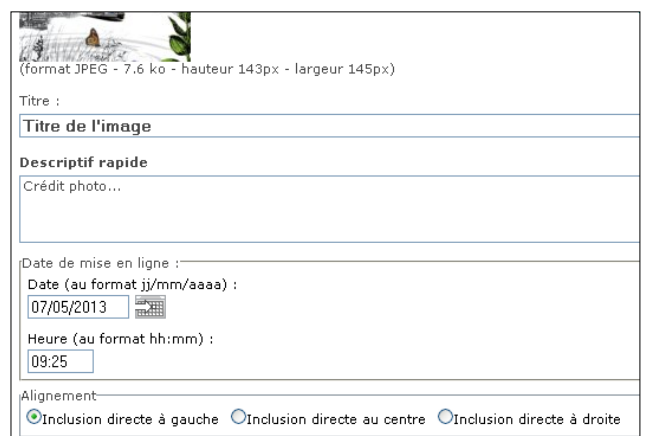 (format JPEG - 7.6 ko - hauteur 143px - largeur 145px)
Titre :
Titre de l'image
Descriptif rapide
Crédit photo...
Date de mise en ligne :
Date (au format jj/mm/aaaa) :
07/05/2013
Heure (au format hh:mm) :
09:25
Alignement
Inclusion directe à gauche Inclusion directe au centre Inclusion directe à droite